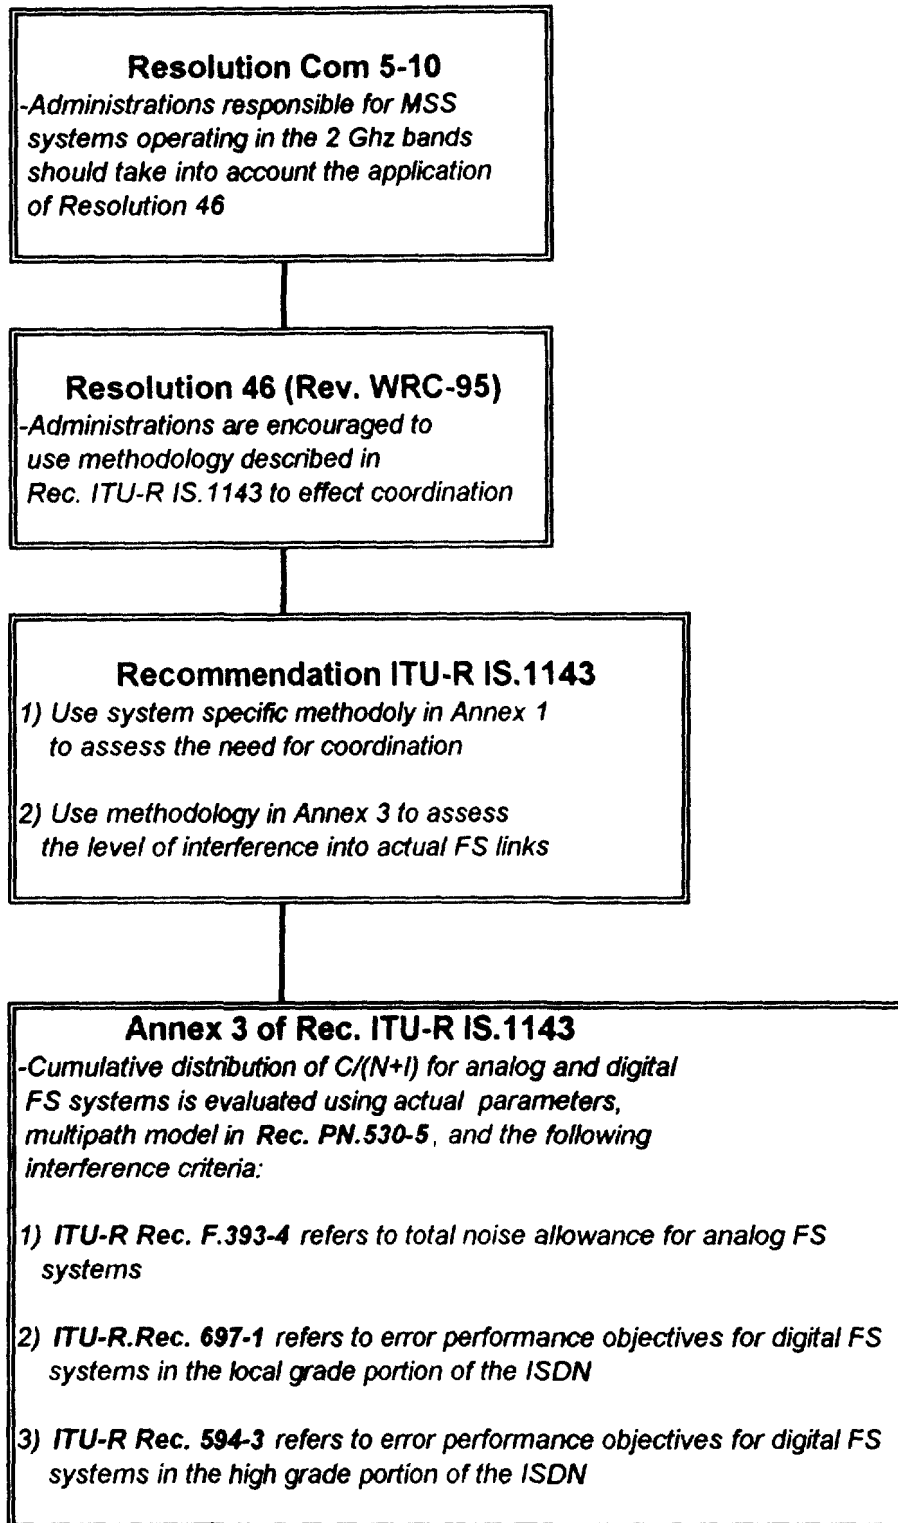 Resolution Com 5-10
-Administrations responsible for MSS
systems operating in the 2 Ghz bands
should take into account the application
of Resolution 46
Resolution 46 (Rev. WRC-95)
-Administrations are encouraged to
use methodology described in
Rec. ITU-R IS.1143 to effect coordination
Recommendation ITU-R IS.1143
1) Use system specific methodoly in Annex 1
to assess the need for coordination
2) Use methodology in Annex 3 to assess
the level of interference into actual FS links
Annex 3 of Rec. ITU-R IS.1143
-Cumulative distribution of C/(N+I) for analog and digital
FS systems is evaluated using actual parameters,
multipath model in Rec. PN.530-5, and the following
interference criteria:
1) ITU-R Rec. F.393-4 refers to total noise allowance for analog FS
systems
2) ITU-R.Rec. 697-1 refers to error performance objectives for digital FS
systems in the local grade portion of the ISDN
3) ITU-R Rec. 594-3 refers to error performance objectives for digital FS
systems in the high grade portion of the ISDN